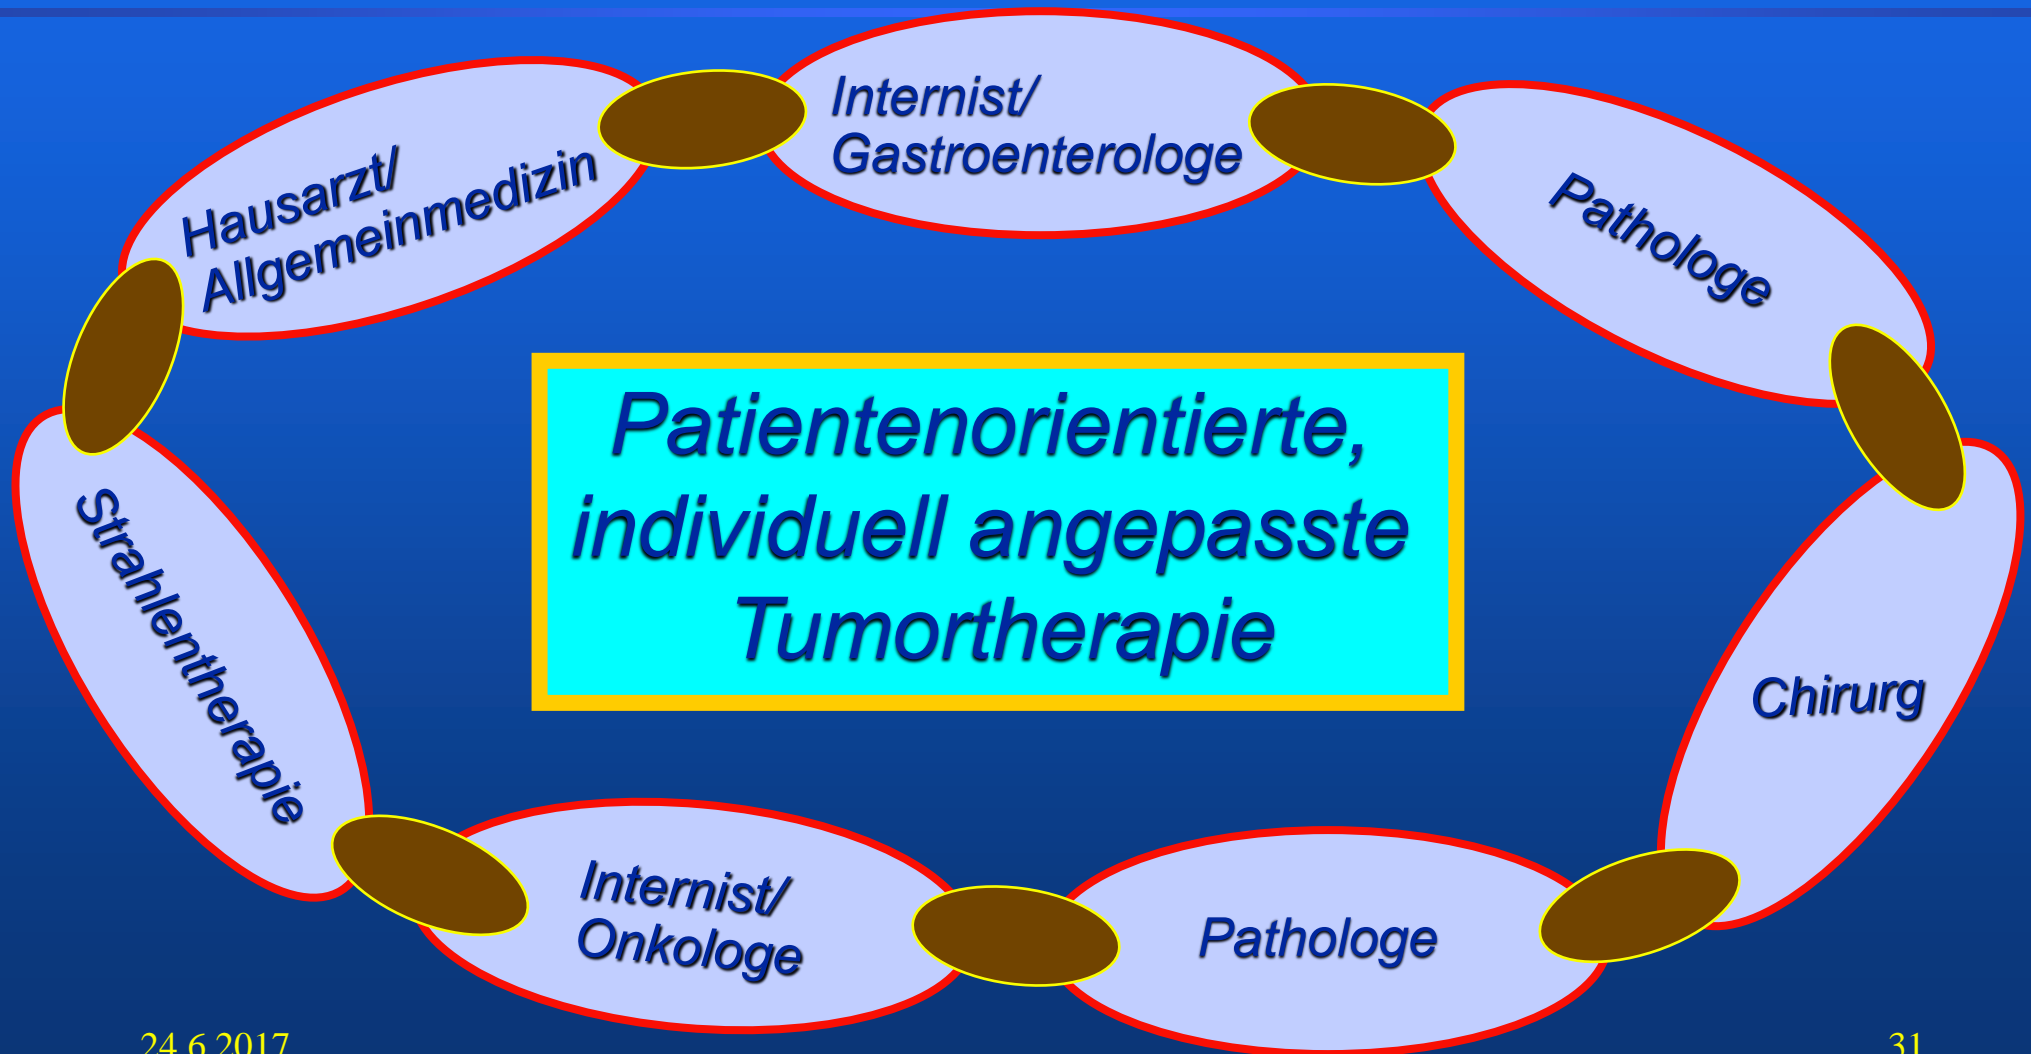 Internist/
Gastroenterologe
Hausarzt/
Allgemeinmedizin
Pathologe
Patientenorientierte,
individuell angepasste
Tumortherapie
Strahlentherapie
Chirurg
Internist/
Onkologe
Pathologe
24.6.2017
31